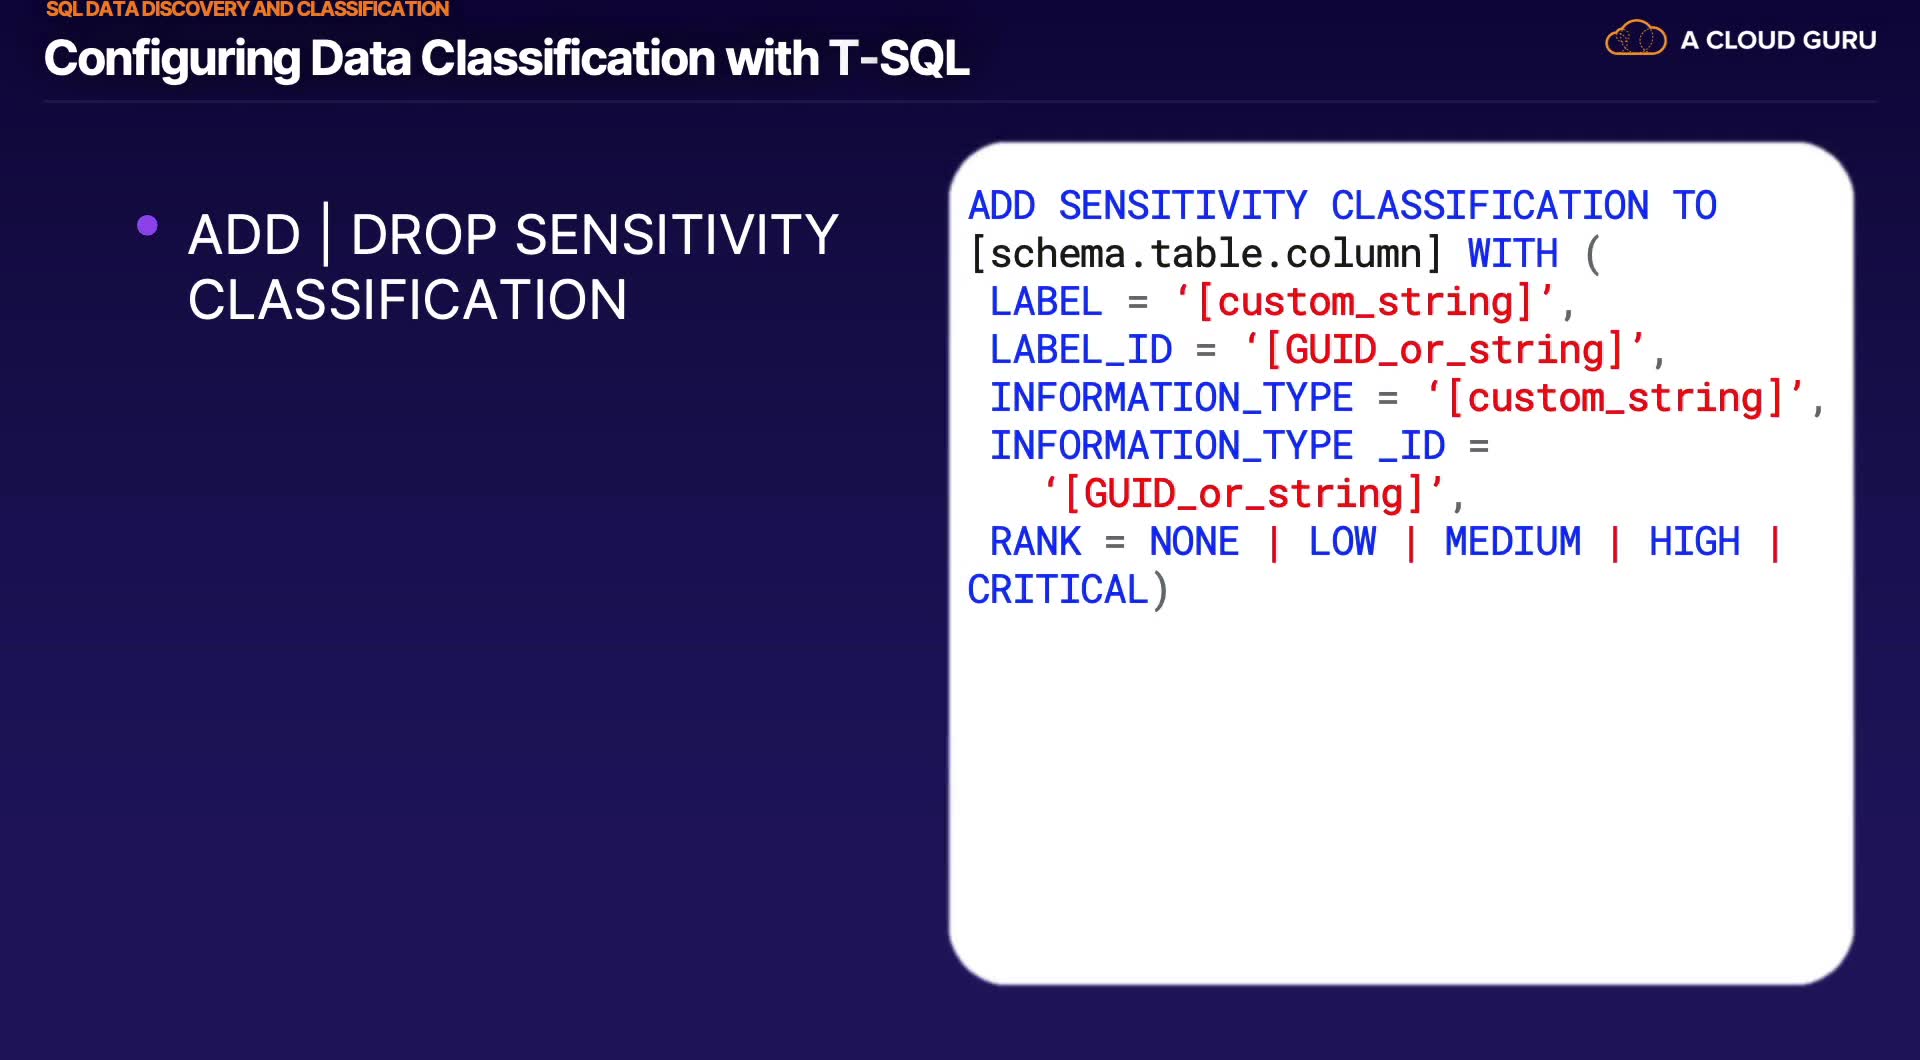 SQL DATA DISCOVERY AND CLASSIFICATION
Configuring Data Classification with T-SQL
A CLOUD GURU
ADD | DROP SENSITIVITY
CLASSIFICATION
ADD SENSITIVITY CLASSIFICATION TO
[schema.table.column] WITH (
LABEL = ‘[custom_string]’,
LABEL_ID = ‘[GUID_or_string]’,
INFORMATION_TYPE = ‘[custom_string]’,
INFORMATION_TYPE _ID =
‘[GUID_or_string]’,
RANK = NONE | LOW | MEDIUM | HIGH |
CRITICAL)